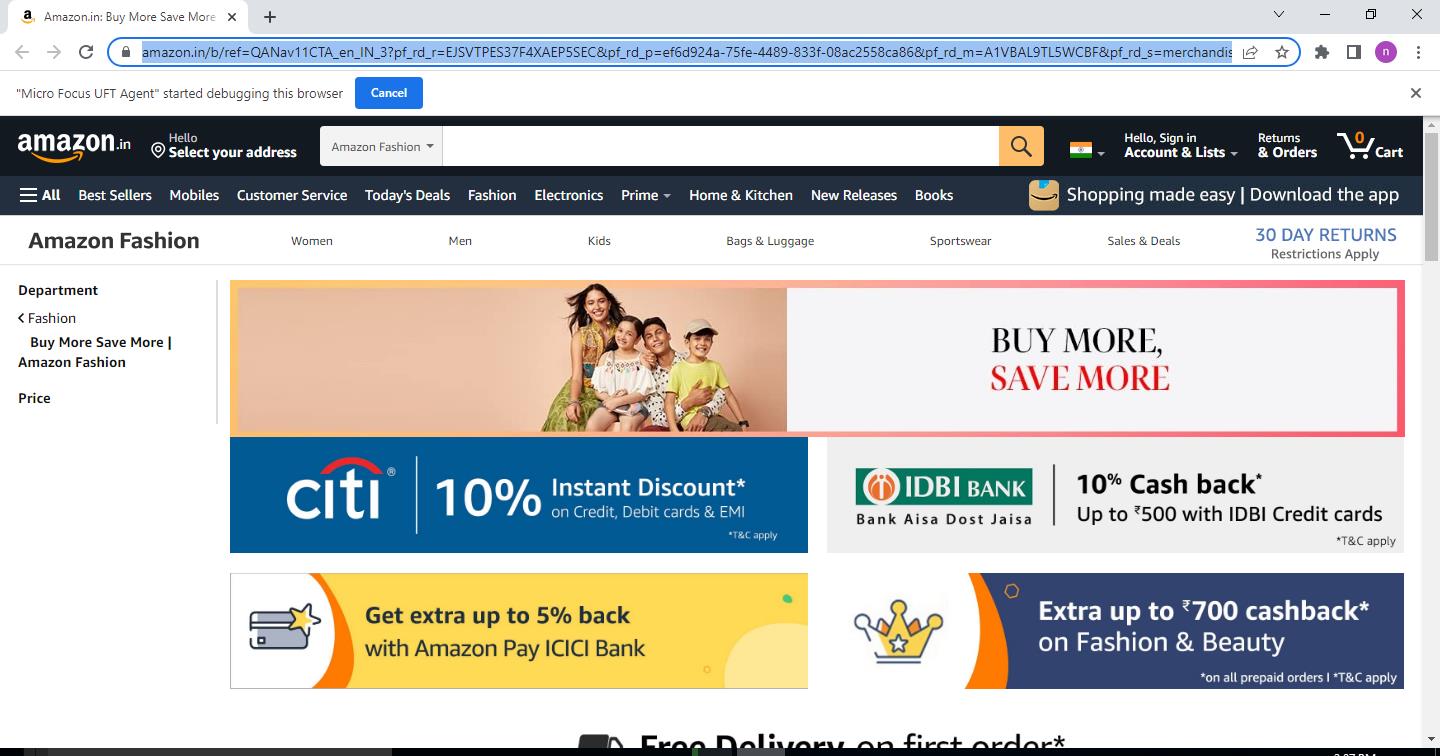 Amazon.in: Buy More Save More
amazon.in/b/ref=QANav11CTA_en_IN_3?pf_rd_r=EJSVTPES37F4XAEP5SEC&pf_rd_p=ef6d924a-75fe-4489-833f-08ac2558ca86&pf_rd_m=A1VBAL9TL5WCBF&pf_rd_s=merchandis
n
"Micro Focus UFT Agent" started debugging this browser
Cancel
amazon.in
Hello
Select your address
Amazon Fashion
Hello, Sign in
Account & Lists
Returns
& Orders
0
Cart
All
Best Sellers
Mobiles
Customer Service
Today's Deals
Fashion
Electronics
Prime
Home & Kitchen
New Releases
Books
Shopping made easy | Download the app
Amazon Fashion
Women
Men
Kids
Bags & Luggage
Sportswear
Sales & Deals
30 DAY RETURNS
Restrictions Apply
Department
Fashion
Buy More Save More |
Amazon Fashion
Price
BUY MORE,
SAVE MORE
citi®
10%
Instant Discount*
on Credit, Debit cards & EMI
*T&C apply
IDBI BANK
Bank Aisa Dost Jaisa
10% Cash back*
Up to ₹500 with IDBI Credit cards
*T&C apply
Get extra up to 5% back
with Amazon Pay ICICI Bank
Extra up to ₹700 cashback*
on Fashion & Beauty
*on all prepaid orders I *T&C apply
Free Delivery on first order*